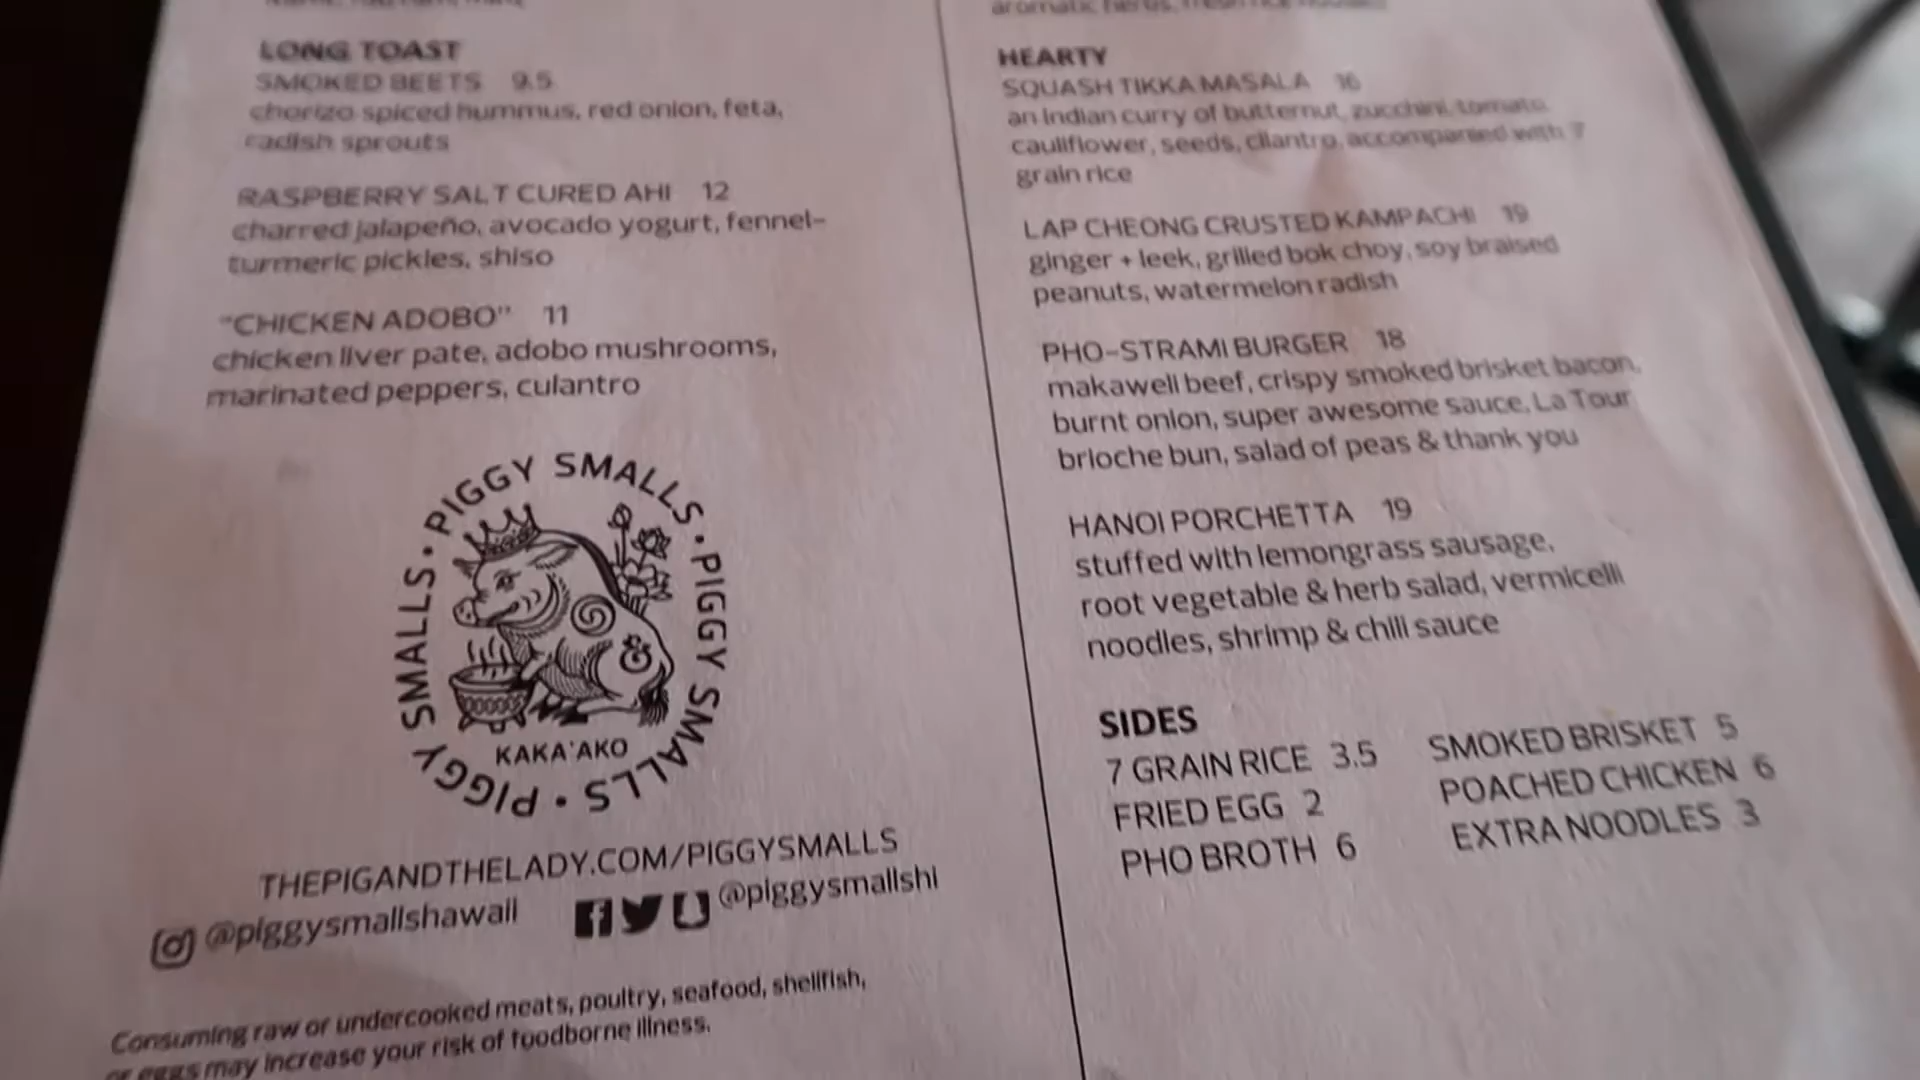 LONG TOAST
SMOKED BEETS 9.5
chorizo spiced hummus, red onion, feta,
radish sprouts
RASPBERRY SALT CURED AHI 12
charred jalapeño, avocado yogurt, fennel-
turmeric pickles, shiso
"CHICKEN ADOBO" 11
chicken liver pate, adobo mushrooms,
marinated peppers, culantro
PIGGY SMALLS • PIGGY SMALLS • PIGGY SMALLS •
KAKA'AKO
THEPIGANDTHELADY.COM/PIGGYSMALLS
@piggysmallshawaii
@piggysmallshi
Consuming raw or undercooked meats, poultry, seafood, shellfish,
or eggs may increase your risk of foodborne illness.
aromatic herbs, fresh rice
HEARTY
SQUASH TIKKA MASALA 16
an indian curry of butternut, zucchini, tomato,
cauliflower, seeds, cilantro, accompanied with 7
grain rice
LAP CHEONG CRUSTED KAMPACHI 19
ginger + leek, grilled bok choy, soy braised
peanuts, watermelon radish
PHO-STRAMI BURGER 18
makaweli beef, crispy smoked brisket bacon,
burnt onion, super awesome sauce, La Tour
brioche bun, salad of peas & thank you
HANOI PORCHETTA 19
stuffed with lemongrass sausage,
root vegetable & herb salad, vermicelli
noodles, shrimp & chili sauce
SIDES
7 GRAIN RICE 3.5
FRIED EGG 2
PHO BROTH 6
SMOKED BRISKET 5
POACHED CHICKEN 6
EXTRA NOODLES 3